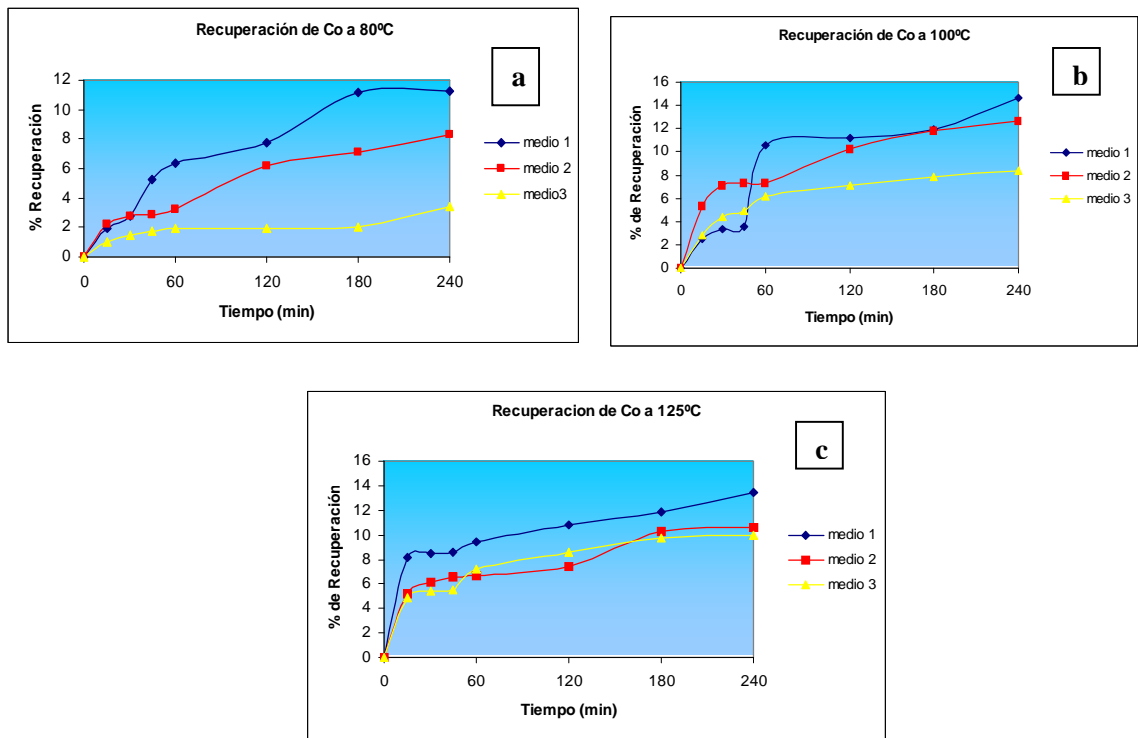 Recuperación de Co a 80ºC
a
% Recuperación
12
10
8
6
4
2
0
0 60 120 180 240
Tiempo (min)
medio 1
medio 2
medio3
Recuperación de Co a 100ºC
b
% de Recuperación
16
14
12
10
8
6
4
2
0
0 60 120 180 240
Tiempo (min)
medio 1
medio 2
medio 3
Recuperacion de Co a 125ºC
c
% de Recuperación
16
14
12
10
8
6
4
2
0
0 60 120 180 240
Tiempo (min)
medio 1
medio 2
medio 3